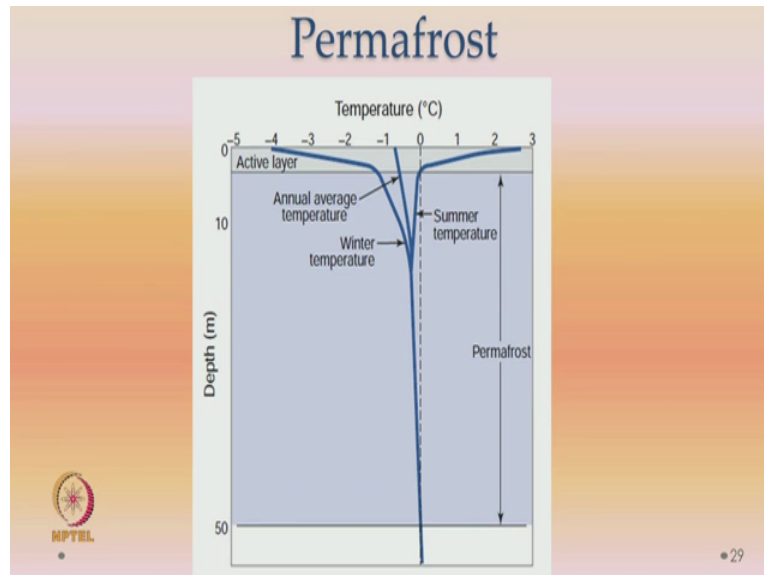 Permafrost
Temperature (°C)
-5 -4 -3 -2 -1 0 1 2 3
0
Active layer
Annual average
temperature
10
Summer
temperature
Winter
temperature
Depth (m)
Permafrost
50
NPTEL
29